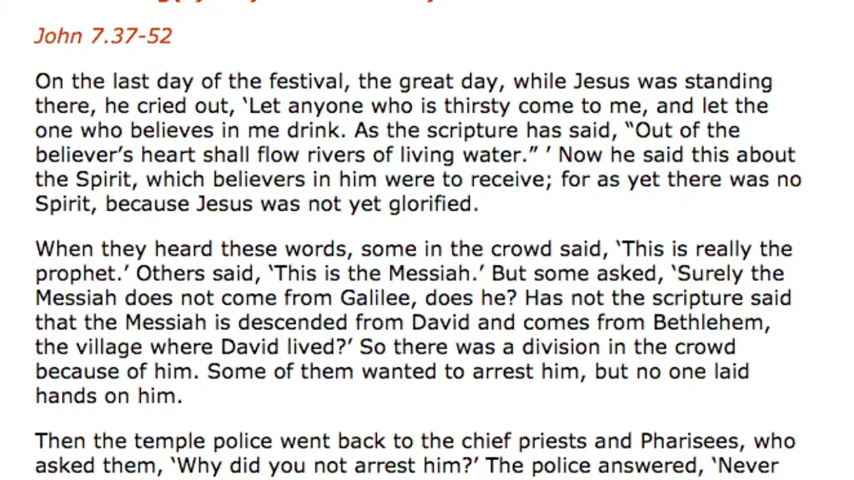 John 7.37-52
On the last day of the festival, the great day, while Jesus was standing
there, he cried out, ‘Let anyone who is thirsty come to me, and let the
one who believes in me drink. As the scripture has said, “Out of the
believer’s heart shall flow rivers of living water.” ’ Now he said this about
the Spirit, which believers in him were to receive; for as yet there was no
Spirit, because Jesus was not yet glorified.
When they heard these words, some in the crowd said, ‘This is really the
prophet.’ Others said, ‘This is the Messiah.’ But some asked, ‘Surely the
Messiah does not come from Galilee, does he? Has not the scripture said
that the Messiah is descended from David and comes from Bethlehem,
the village where David lived?’ So there was a division in the crowd
because of him. Some of them wanted to arrest him, but no one laid
hands on him.
Then the temple police went back to the chief priests and Pharisees, who
asked them, ‘Why did you not arrest him?’ The police answered, ‘Never